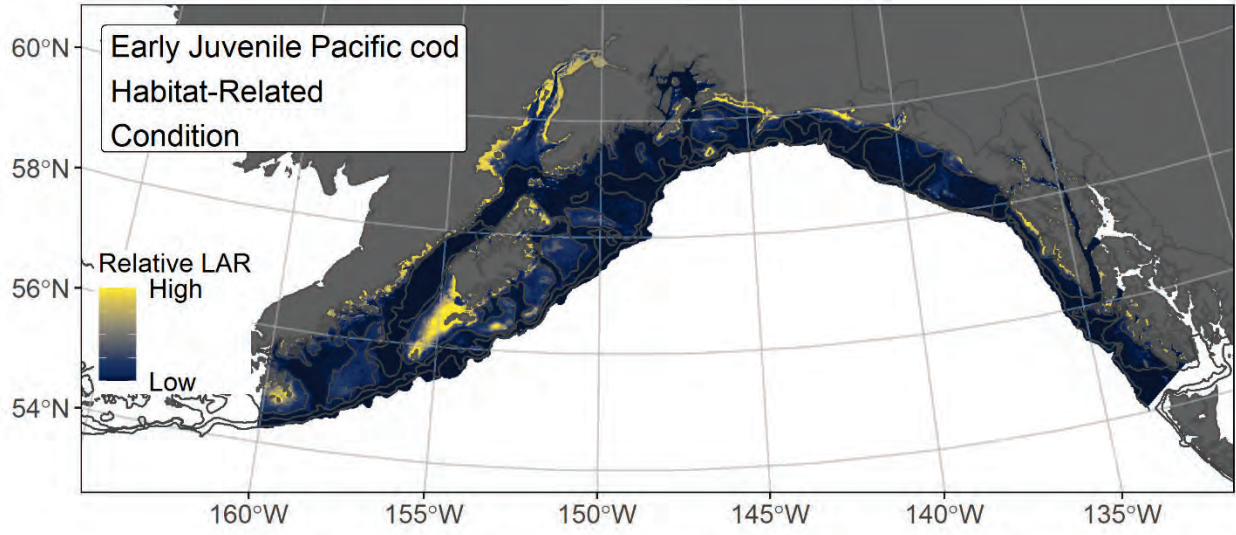 Early Juvenile Pacific cod
Habitat-Related
Condition
60°N
58°N
56°N
54°N
Relative LAR
High
Low
160°W
155°W
150°W
145°W
140°W
135°W